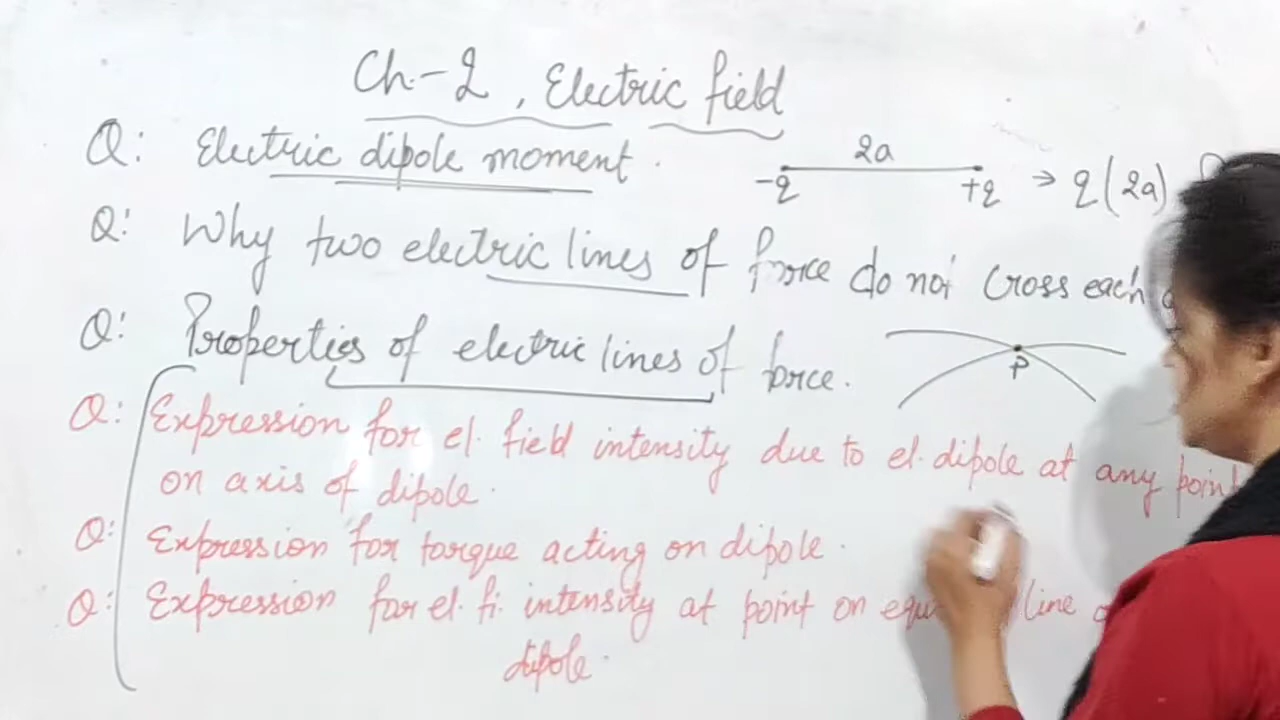 Ch.-2, Electric field
Q: Electric dipole moment.
2a
-q +q → q(2a)
Q: Why two electric lines of force do not cross each
Q: Properties of electric lines of force.
P
Q: Expression for el. field intensity due to el. dipole at any point
on axis of dipole.
Q: Expression for torque acting on dipole.
Q: Expression for el. fi. intensity at point on line
dipole.